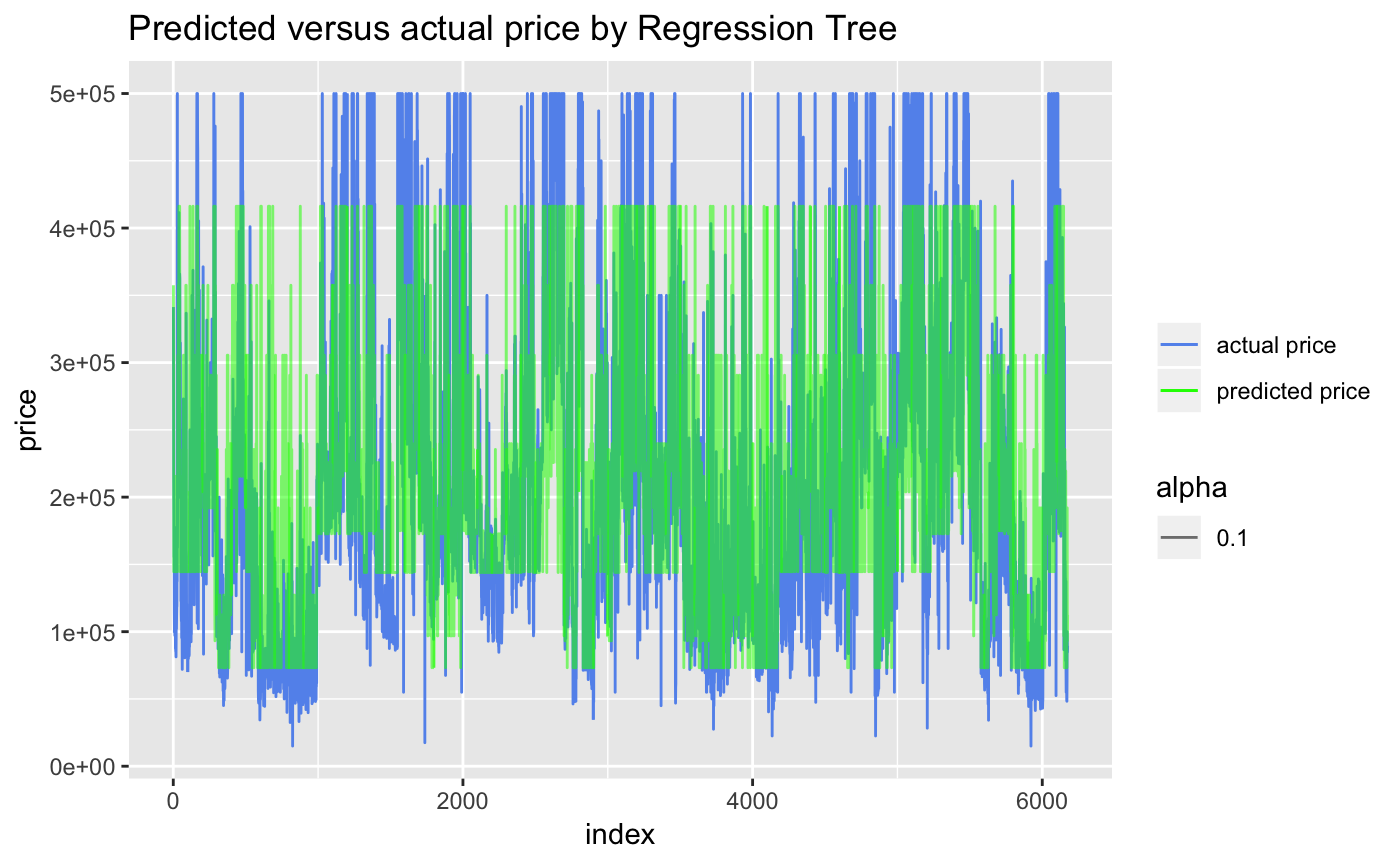 Predicted versus actual price by Regression Tree
5e+05
4e+05
3e+05
2e+05
1e+05
0e+00
price
0 2000 4000 6000
index
actual price
predicted price
alpha
0.1